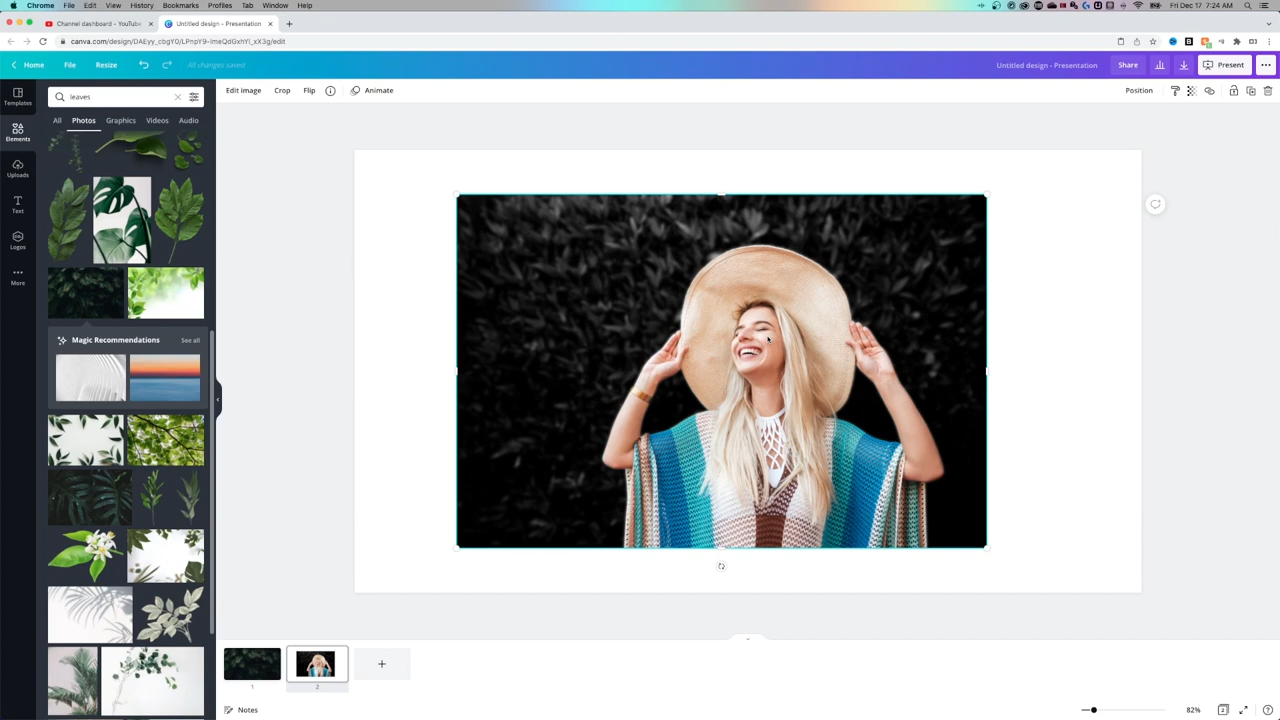 Chrome File Edit View History Bookmarks Profiles Tab Window Help
Fri Dec 17 7:24 AM
Channel dashboard - YouTube
Untitled design - Presentation
canva.com/design/DAEyy_cbgY0/LPnpY9-ImeQdGxhYl_xX3g/edit
Home File Resize All changes saved
Untitled design - Presentation Share Present
Templates
Elements
Uploads
Text
Logos
More
leaves
All Photos Graphics Videos Audio
Magic Recommendations See all
Edit image Crop Flip Animate Position
1 2
Notes
2
82%